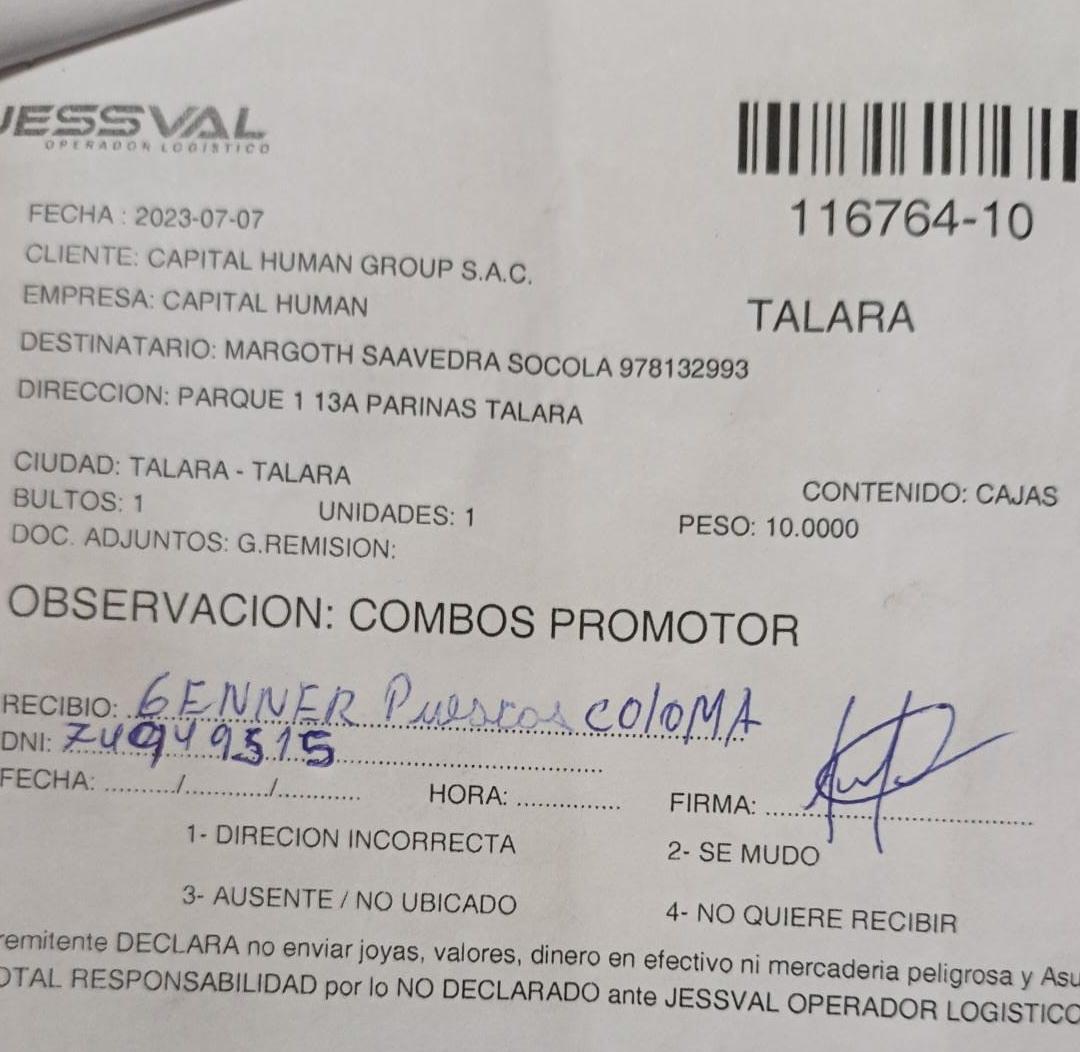 JESSVAL
OPERADOR LOGISTICO
116764-10
FECHA : 2023-07-07
CLIENTE: CAPITAL HUMAN GROUP S.A.C.
EMPRESA: CAPITAL HUMAN
TALARA
DESTINATARIO: MARGOTH SAAVEDRA SOCOLA 978132993
DIRECCION: PARQUE 1 13A PARINAS TALARA
CIUDAD: TALARA - TALARA
CONTENIDO: CAJAS
BULTOS: 1 UNIDADES: 1 PESO: 10.0000
DOC. ADJUNTOS: G.REMISION:
OBSERVACION: COMBOS PROMOTOR
RECIBIO: GENNER Puescas COloMA
DNI:
FECHA: ........../............/............ HORA: ............... FIRMA:
1- DIRECION INCORRECTA 2- SE MUDO
3- AUSENTE / NO UBICADO 4- NO QUIERE RECIBIR
remitente DECLARA no enviar joyas, valores, dinero en efectivo ni mercaderia peligrosa y Asu
OTAL RESPONSABILIDAD por lo NO DECLARADO ante JESSVAL OPERADOR LOGISTICO